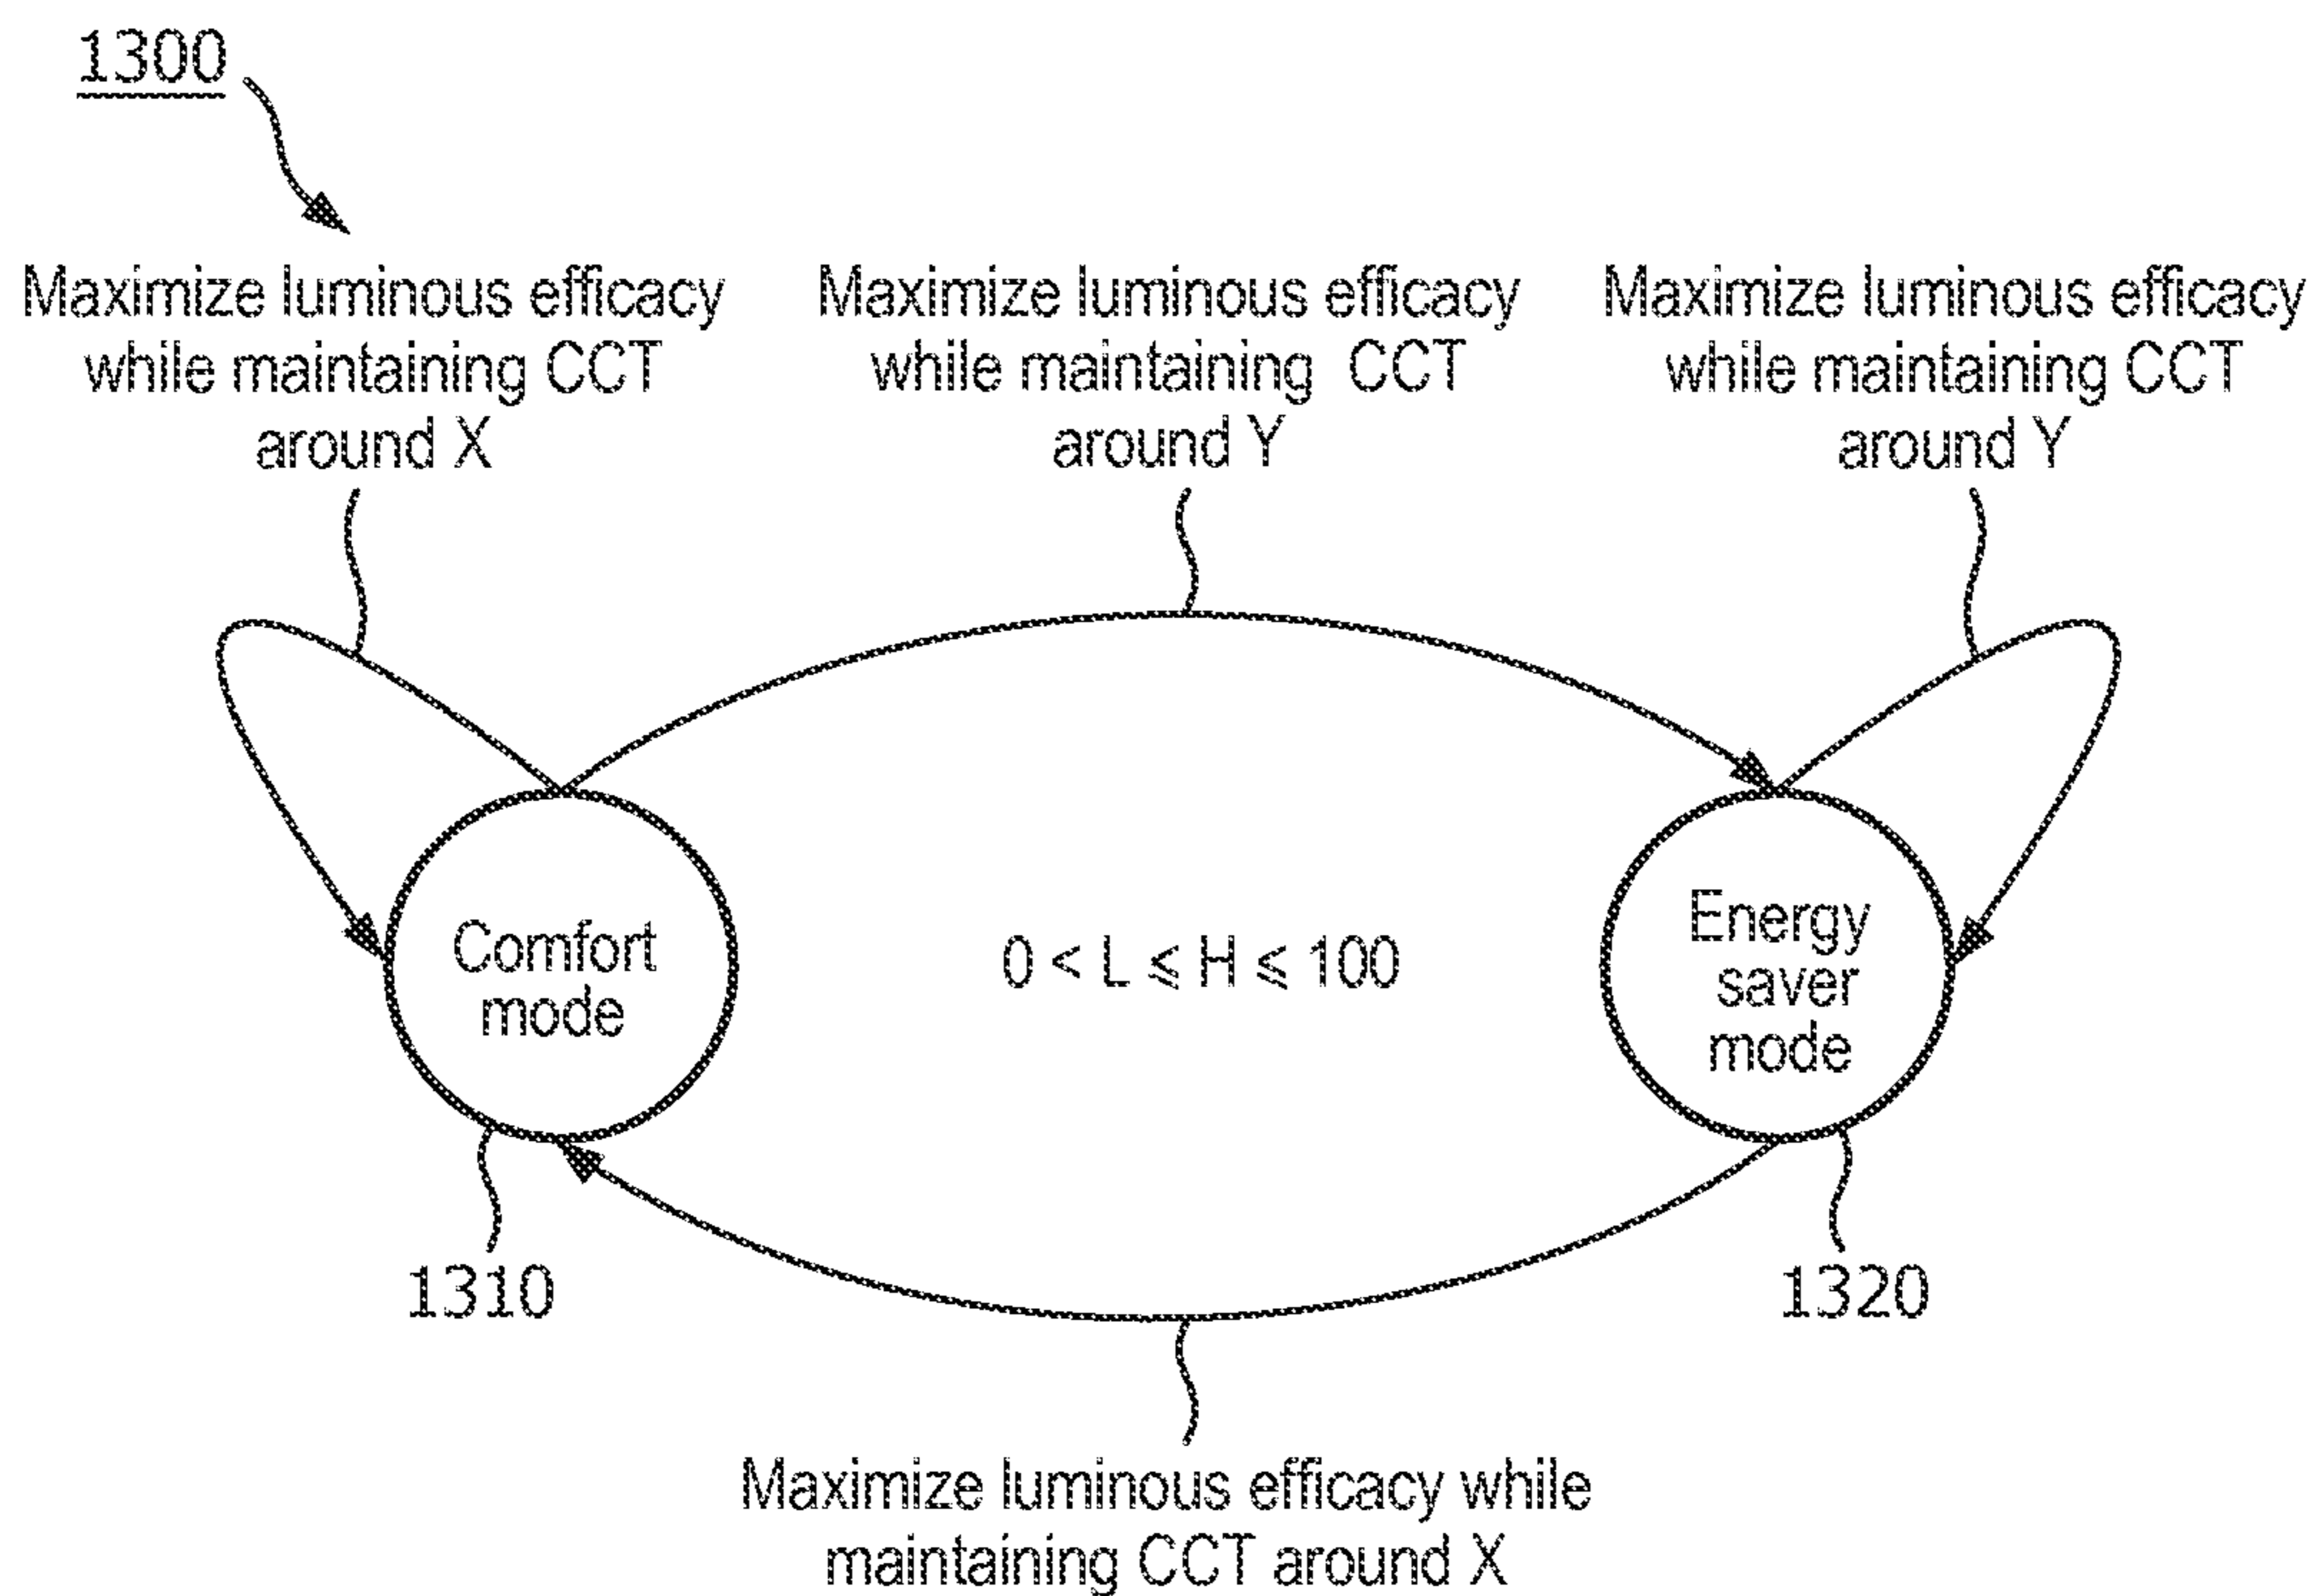 1300
Maximize luminous efficacy
while maintaining CCT
around X
Maximize luminous efficacy
while maintaining CCT
around Y
Maximize luminous efficacy
while maintaining CCT
around Y
Comfort
mode
0 < L ⩽ H ⩽ 100
Energy
saver
mode
1310
1320
Maximize luminous efficacy while
maintaining CCT around X